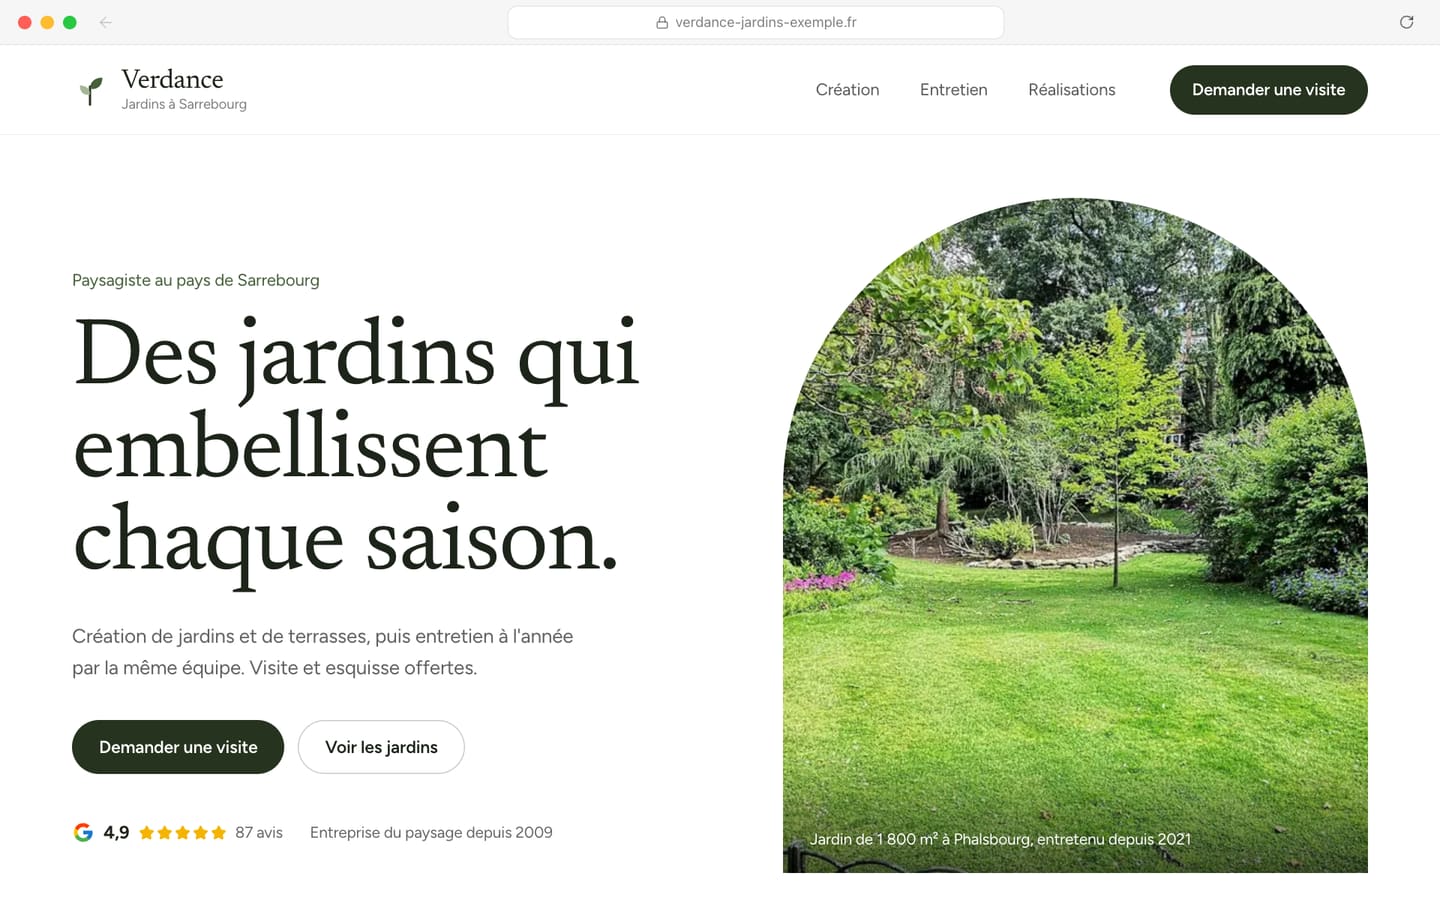 verdance-jardins-exemple.fr
Verdance
Jardins à Sarrebourg
Création
Entretien
Réalisations
Demander une visite
Paysagiste au pays de Sarrebourg
Des jardins qui
embellissent
chaque saison.
Création de jardins et de terrasses, puis entretien à l'année
par la même équipe. Visite et esquisse offertes.
Demander une visite
Voir les jardins
4,9
87 avis
Entreprise du paysage depuis 2009
Jardin de 1 800 m² à Phalsbourg, entretenu depuis 2021